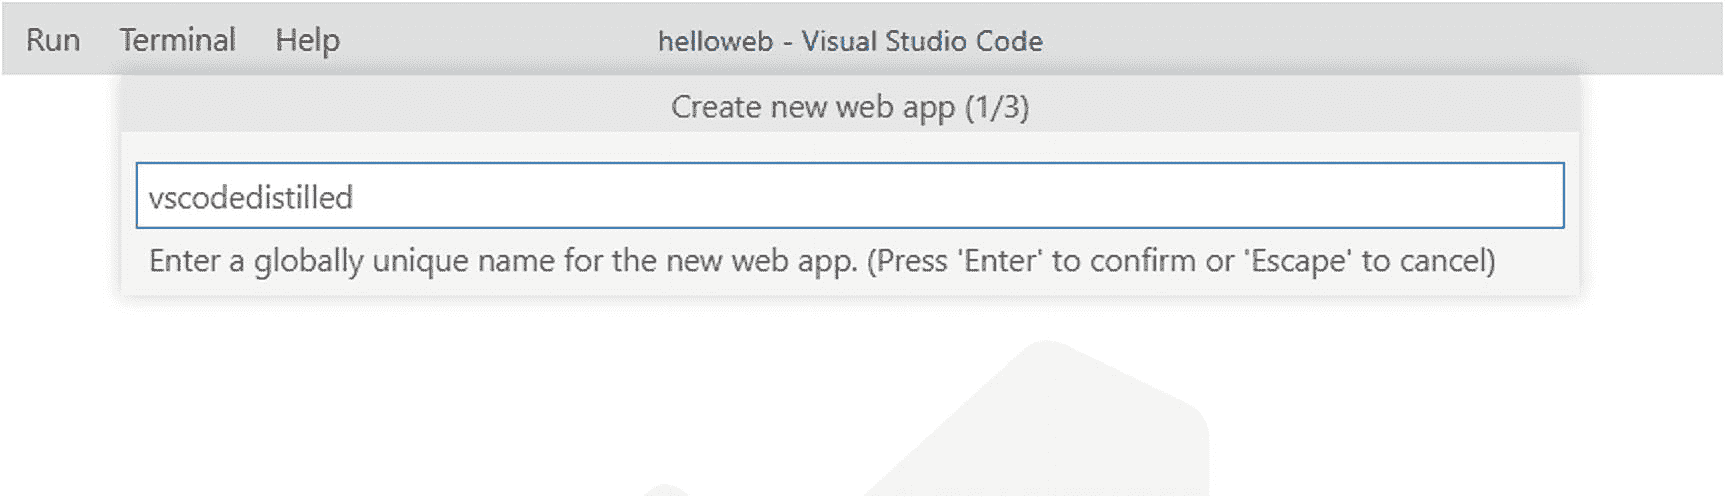 Run Terminal Help helloweb - Visual Studio Code
Create new web app (1/3)
vscodedistilled
Enter a globally unique name for the new web app. (Press 'Enter' to confirm or 'Escape' to cancel)